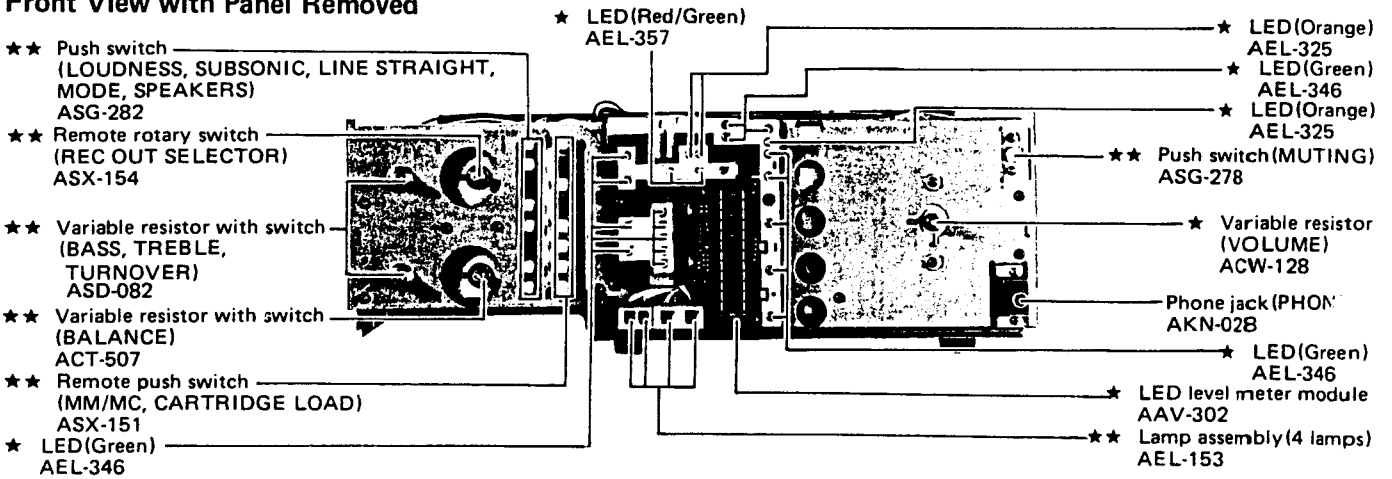 Front View with Panel Removed
★★ Push switch
(LOUDNESS, SUBSONIC, LINE STRAIGHT,
MODE, SPEAKERS)
ASG-282
★★ Remote rotary switch
(REC OUT SELECTOR)
ASX-154
★★ Variable resistor with switch
(BASS, TREBLE,
TURNOVER)
ASD-082
★★ Variable resistor with switch
(BALANCE)
ACT-507
★★ Remote push switch
(MM/MC, CARTRIDGE LOAD)
ASX-151
★ LED(Green)
AEL-346
★ LED(Red/Green)
AEL-357
★ LED(Orange)
AEL-325
★ LED(Green)
AEL-346
★ LED(Orange)
AEL-325
★★ Push switch(MUTING)
ASG-278
★ Variable resistor
(VOLUME)
ACW-128
Phone jack(PHON
AKN-028
★ LED(Green)
AEL-346
★ LED level meter module
AAV-302
★★ Lamp assembly(4 lamps)
AEL-153